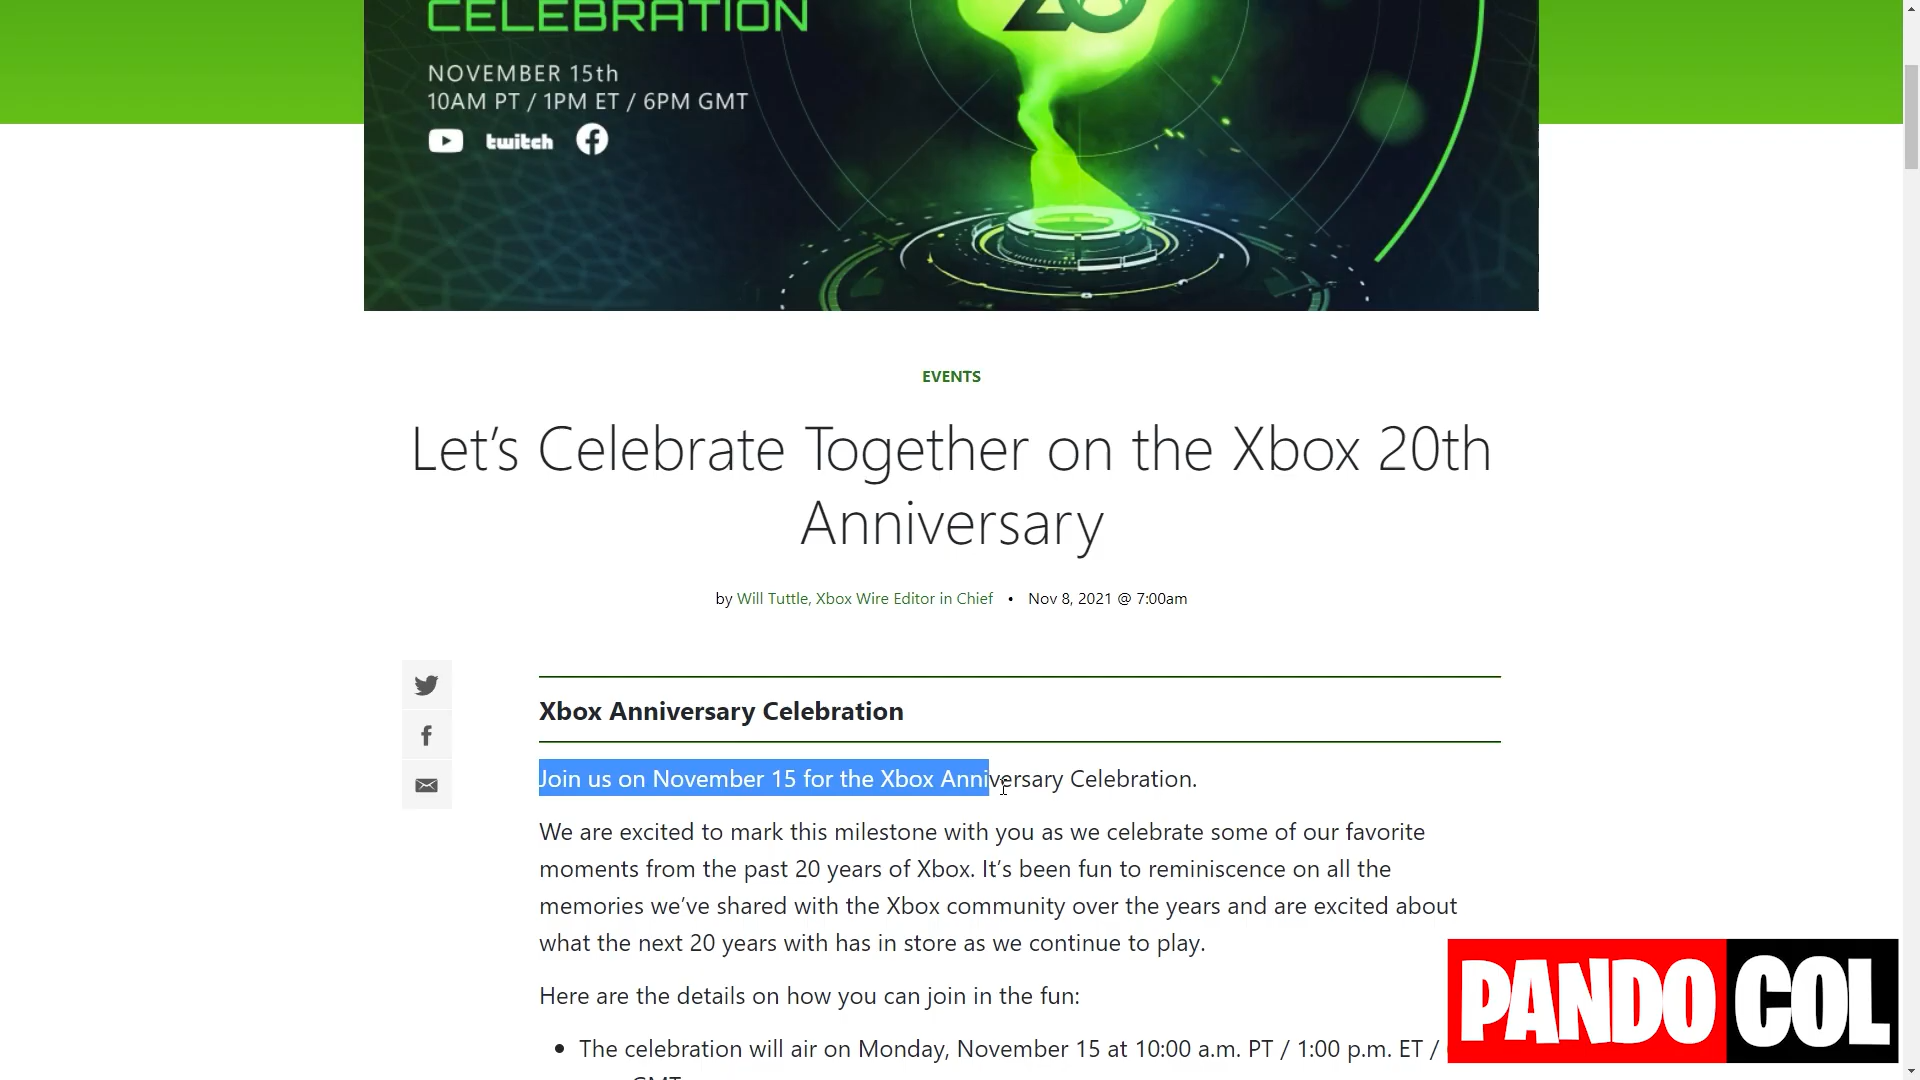 CELEBRATION
20
NOVEMBER 15th
10AM PT / 1PM ET / 6PM GMT
twitch
EVENTS
Let’s Celebrate Together on the Xbox 20th
Anniversary
by Will Tuttle, Xbox Wire Editor in Chief • Nov 8, 2021 @ 7:00am
Xbox Anniversary Celebration
Join us on November 15 for the Xbox Anniversary Celebration.
We are excited to mark this milestone with you as we celebrate some of our favorite
moments from the past 20 years of Xbox. It’s been fun to reminiscence on all the
memories we’ve shared with the Xbox community over the years and are excited about
what the next 20 years with has in store as we continue to play.
Here are the details on how you can join in the fun:
• The celebration will air on Monday, November 15 at 10:00 a.m. PT / 1:00 p.m. ET /
GMT
PANDO COL